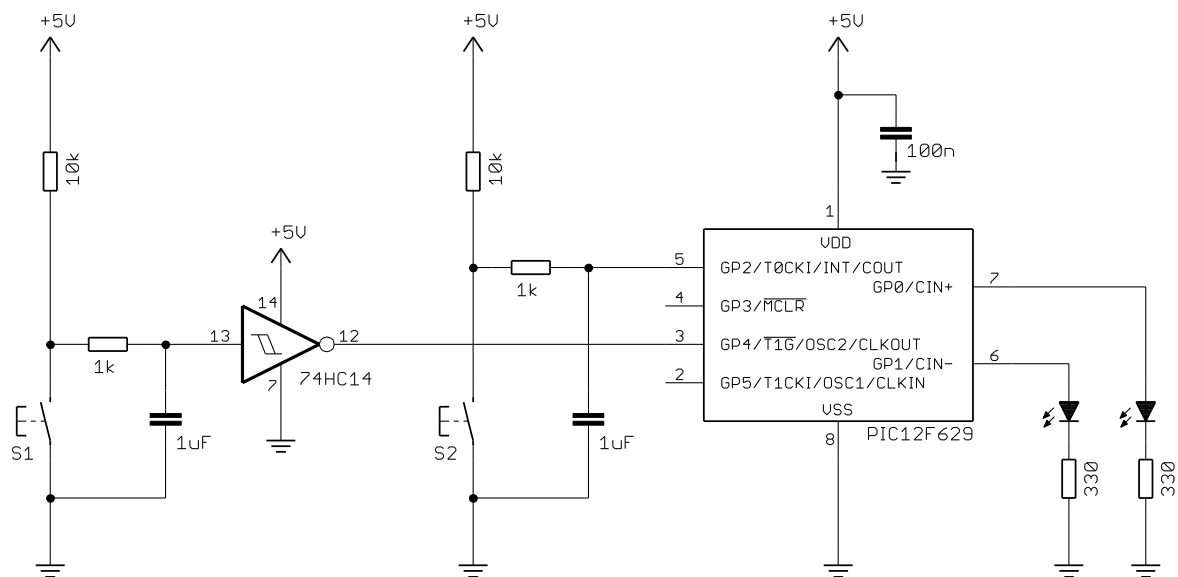 +5V
+5V
+5V
10k
10k
100n
1
+5V
VDD
5
GP2/T0CKI/INT/COUT
GP0/CIN+
7
1k
14
4
GP3/MCLR
13
12
3
GP4/T1G/OSC2/CLKOUT
1k
GP1/CIN-
6
7
74HC14
2
GP5/T1CKI/OSC1/CLKIN
VSS
S1
1uF
S2
1uF
8
PIC12F629
330
330